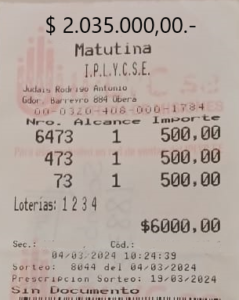 $ 2.035.000,00.-
Matutina
I.P.L.Y.C.S.E.
Judais Rodrigo Antonio
Gdor. Barreyro 884 Obera
00-0320-408-000-1784
Nro. Alcance Importe
6473 1 500,00
473 1 500,00
73 1 500,00
Loterias: 1 2 3 4
$6000,00
Sec.: Cód.:
04/03/2024 10:24:39
Sorteo: 8044 del 04/03/2024
Prescripcion Sorteo: 19/03/2024
Sin Documento